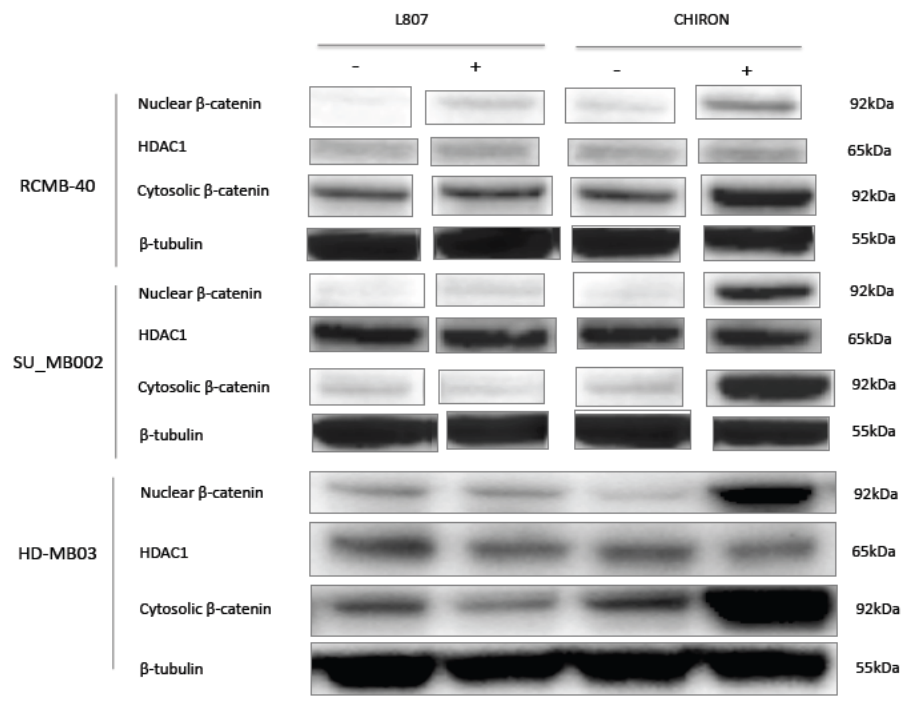 L807 CHIRON
- + - +
Nuclear β-catenin 92kDa
HDAC1 65kDa
RCMB-40
Cytosolic β-catenin 92kDa
β-tubulin 55kDa
Nuclear β-catenin 92kDa
HDAC1 65kDa
SU_MB002
Cytosolic β-catenin 92kDa
β-tubulin 55kDa
Nuclear β-catenin 92kDa
HD-MB03 HDAC1 65kDa
Cytosolic β-catenin 92kDa
β-tubulin 55kDa